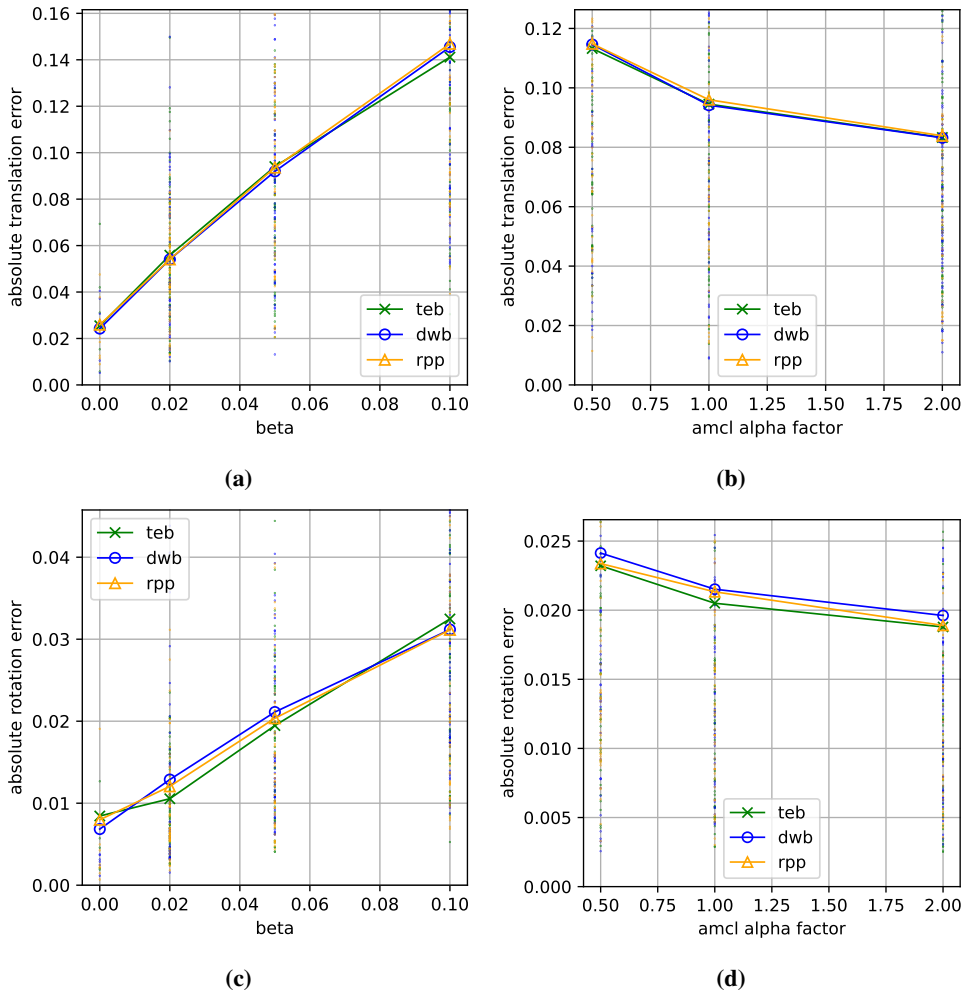 0.16
0.14
0.12
0.10
0.08
0.06
0.04
0.02
0.00
absolute translation error
teb
dwb
rpp
0.00 0.02 0.04 0.06 0.08 0.10
beta
(a)
0.12
0.10
0.08
0.06
0.04
0.02
0.00
absolute translation error
teb
dwb
rpp
0.50 0.75 1.00 1.25 1.50 1.75 2.00
amcl alpha factor
(b)
0.04
0.03
0.02
0.01
0.00
absolute rotation error
teb
dwb
rpp
0.00 0.02 0.04 0.06 0.08 0.10
beta
(c)
0.025
0.020
0.015
0.010
0.005
0.000
absolute rotation error
teb
dwb
rpp
0.50 0.75 1.00 1.25 1.50 1.75 2.00
amcl alpha factor
(d)